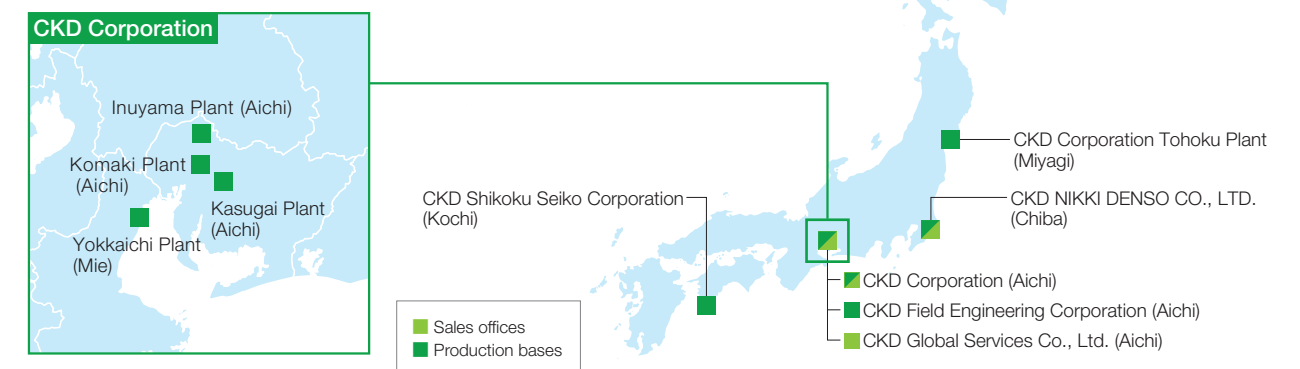 CKD Corporation
Inuyama Plant (Aichi)
Komaki Plant
(Aichi)
Kasugai Plant
(Aichi)
Yokkaichi Plant
(Mie)
CKD Shikoku Seiko Corporation
(Kochi)
Sales offices
Production bases
CKD Corporation Tohoku Plant
(Miyagi)
CKD NIKKI DENSO CO., LTD.
(Chiba)
CKD Corporation (Aichi)
CKD Field Engineering Corporation (Aichi)
CKD Global Services Co., Ltd. (Aichi)